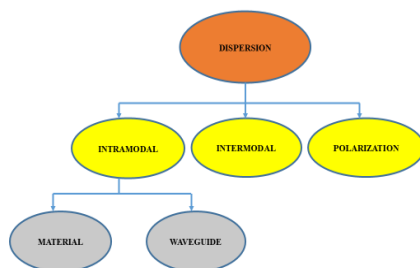 DISPERSION
INTRAMODAL
INTERMODAL
POLARIZATION
MATERIAL
WAVEGUIDE